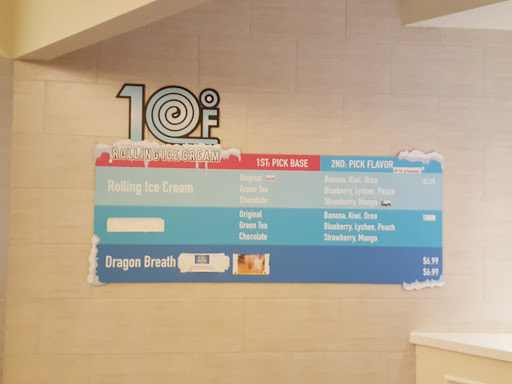 10°F
ROLLING ICE CREAM
1ST: PICK BASE
2ND: PICK FLAVOR
Rolling Ice Cream
Original
Green Tea
Chocolate
Banana, Kiwi, Oreo
Blueberry, Lychee, Peach
Strawberry, Mango
Original
Green Tea
Chocolate
Banana, Kiwi, Oreo
Blueberry, Lychee, Peach
Strawberry, Mango
Dragon Breath
$6.99
$6.99